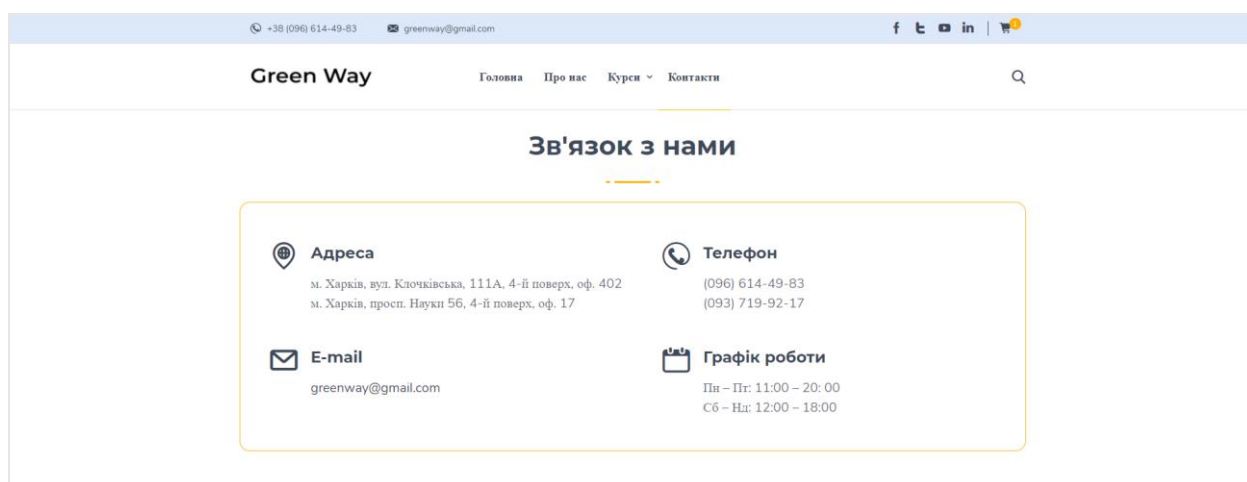 +38 (096) 614-49-83 greenway@gmail.com 1
Green Way Головна Про нас Курси Контакти
Зв'язок з нами
Адреса
м. Харків, вул. Клочківська, 111А, 4-й поверх, оф. 402
м. Харків, просп. Науки 56, 4-й поверх, оф. 17
Телефон
(096) 614-49-83
(093) 719-92-17
E-mail
greenway@gmail.com
Графік роботи
Пн – Пт: 11:00 – 20: 00
Сб – Нд: 12:00 – 18:00